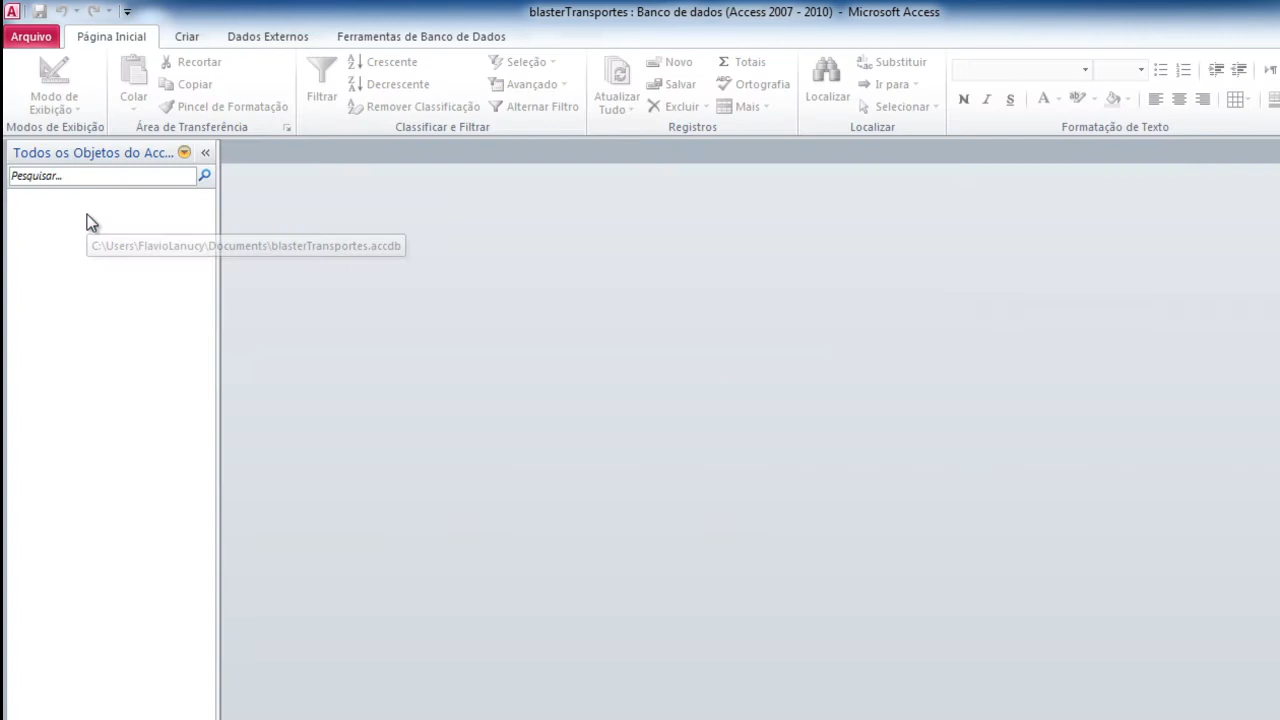 blasterTransportes : Banco de dados (Access 2007 - 2010) - Microsoft Access
Arquivo Página Inicial Criar Dados Externos Ferramentas de Banco de Dados
Modo de Exibição
Modos de Exibição
Colar
Recortar
Copiar
Pincel de Formatação
Área de Transferência
Filtrar
Crescente
Decrescente
Remover Classificação
Seleção
Avançado
Alternar Filtro
Classificar e Filtrar
Atualizar Tudo
Novo
Salvar
Excluir
Totais
Ortografia
Mais
Registros
Localizar
Substituir
Ir para
Selecionar
Localizar
N I S A
Formatação de Texto
Todos os Objetos do Acc...
Pesquisar...
C:\Users\FlavioLanucy\Documents\blasterTransportes.accdb